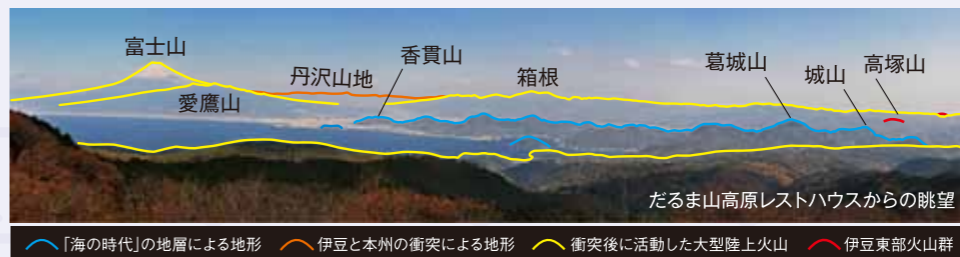 富士山
愛鷹山
丹沢山地
香貫山
箱根
葛城山
城山
高塚山
だるま山高原レストハウスからの眺望
「海の時代」の地層による地形
伊豆と本州の衝突による地形
衝突後に活動した大型陸上火山
伊豆東部火山群